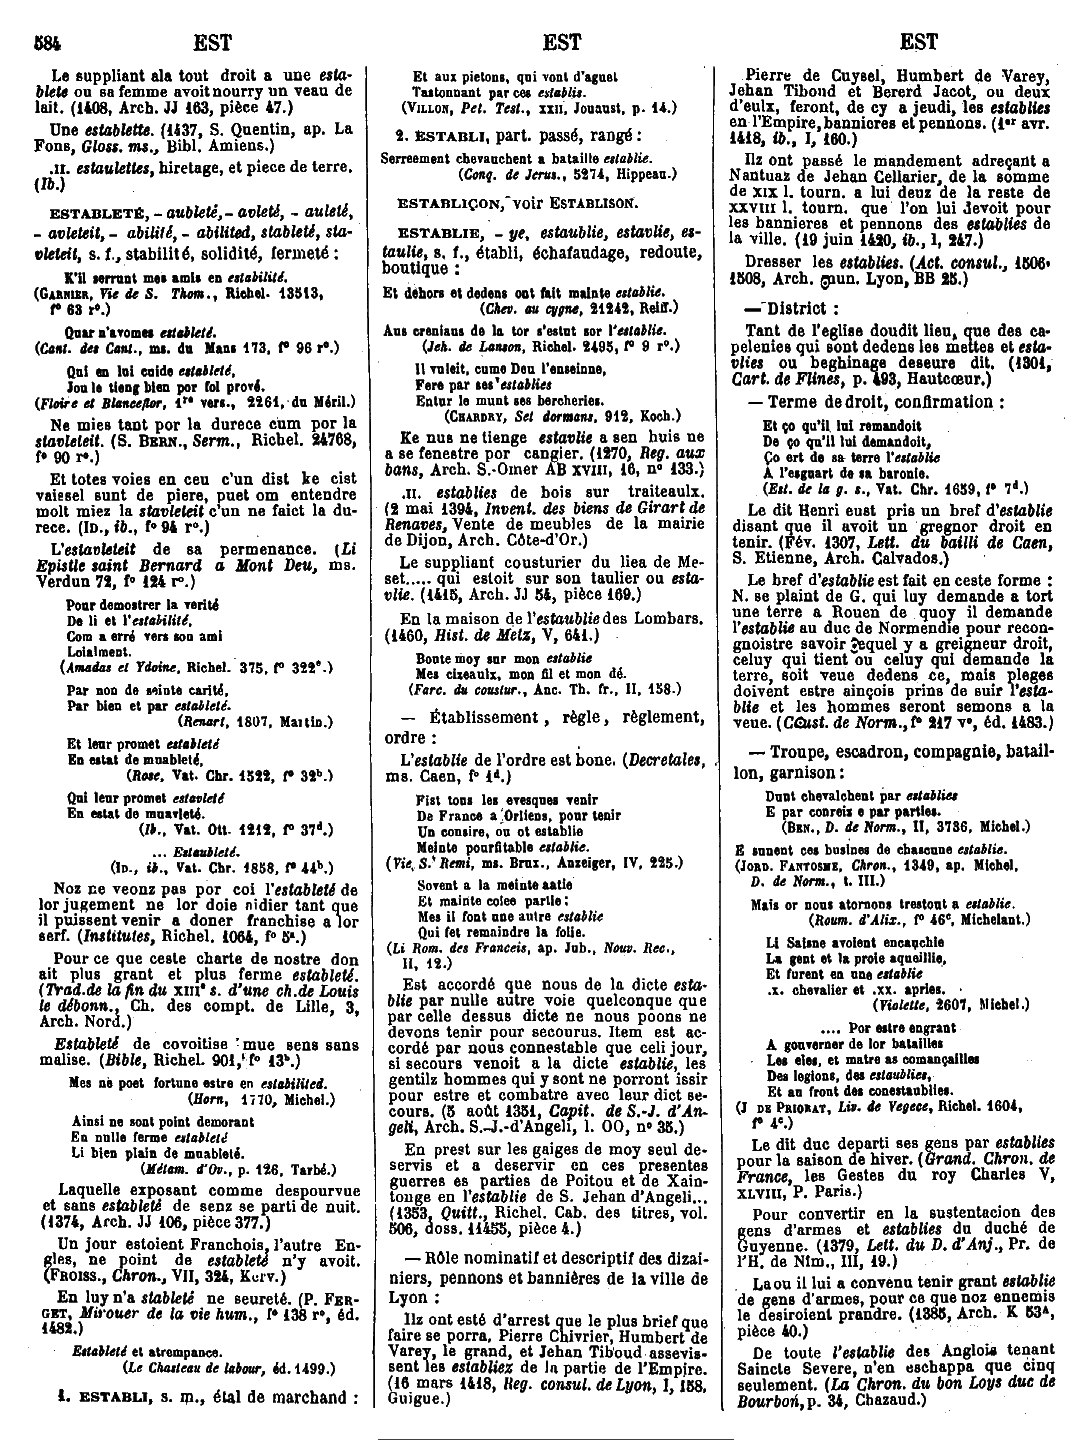 584 EST EST EST
Le suppliant ala tout droit a une esta-
blete ou sa femme avoit nourry un veau de
lait. (1408, Arch. JJ 163, pièce 47.)
Une establette. (1437, S. Quentin, ap. La
Fons, Gloss. ms., Bibl. Amiens.)
.II. estaulettes, hiretage, et piece de terre.
(Ib.)
ESTABLETÉ, - aubleté, - avleté, - auleté,
- avleteit, - abilité, - abilited, stableté, sta-
vleteit, s. f., stabilité, solidité, fermeté :
K'il serrunt mes amis en estabilité.
(GARNIER, Vie de S. Thom., Richel. 13513,
f° 63 r°.)
Quar n'avomes estableté.
(Cant. des Cant., ms. du Mans 173, f° 96 r°.)
Qui en lui cuide estableté,
Jou le tieng bien por fol prové.
(Floire et Blanceflor, 1re vers., 2261, du Méril.)
Ne mies tant por la durece cum por la
stavleteit. (S. BERN., Serm., Richel. 24768,
f° 90 r°.)
Et totes voies en ceu c'un dist ke cist
vaissel sunt de piere, puet om entendre
molt miez la stavleteit c'un ne faict la du-
rece. (ID., ib., f° 94 r°.)
L'estavleteit de sa permenance. (Li
Epistle saint Bernard a Mont Deu, ms.
Verdun 72, f° 124 r°.)
Pour demostrer la verité
De li et l'estabilité,
Com a erré vers son ami
Loialment.
(Amadas et Ydoine, Richel. 375, f° 322e.)
Par non de seinte carité,
Par bien et par estableté.
(Renart, 1807, Martin.)
Et leur promet estableté
En estat de muableté,
(Rose, Vat. Chr. 1522, f° 32b.)
Qui leur promet estavleté
En estat de muavleté.
(Ib., Vat. Ott. 1212, f° 37d.)
... Estaubleté.
(ID., ib., Vat. Chr. 1858, f° 44b.)
Noz ne veonz pas por coi l'estableté de
lor jugement ne lor doie nidier tant que
il puissent venir a doner franchise a lor
serf. (Institutes, Richel. 1064, f° 5a.)
Pour ce que ceste charte de nostre don
ait plus grant et plus ferme estableté.
(Trad. de la fin du XIIIe s. d'une ch. de Louis
le débonn., Ch. des compt. de Lille, 3,
Arch. Nord.)
Estableté de covoitise mue sens sans
malise. (Bible, Richel. 901, f° 13b.)
Mes ne poet fortune estre en estabilited.
(Horn, 1770, Michel.)
Ainsi ne sont point demorant
En nulle ferme estableté
Li bien plain de muableté.
(Métam. d'Ov., p. 126, Tarbé.)
Laquelle exposant comme despourvue
et sans estableté de senz se parti de nuit.
(1374, Arch. JJ 106, pièce 377.)
Un jour estoient Franchois, l'autre En-
gles, ne point de estableté n'y avoit.
(FROISS., Chron., VII, 324, Kerv.)
En luy n'a stableté ne seureté. (P. FER-
GET, Mirouer de la vie hum., f° 138 r°, éd.
1482.)
Estableté et atrempance.
(Le Chasteau de labour, éd. 1499.)
1. ESTABLI, s. m., étal de marchand :
Et aux pietons, qui vont d'aguet
Tastonnant par ces establis.
(VILLON, Pet. Test., XXII, Jouaust, p. 14.)
2. ESTABLI, part. passé, rangé :
Serreement chevauchent a bataille establie.
(Conq. de Jerus., 5274, Hippeau.)
ESTABLIÇON, voir ESTABLISON.
ESTABLIE, - ye, estaublie, estavlie, es-
taulie, s. f., établi, échafaudage, redoute,
boutique :
Et dehors et dedens ont fait mainte establie.
(Chev. au cygne, 21242, Reiff.)
Aus creniaus de la tor s'estut sor l'establie.
(Jeh. de Lanson, Richel. 2495, f° 9 r°.)
Il vuleit, cume Deu l'enseinne,
Fere par ses establies
Entur le munt ses bercheries.
(CHARDRY, Set dormans, 912, Koch.)
Ke nus ne tienge estavlie a sen huis ne
a se fenestre por cangier. (1270, Reg. aux
bans, Arch. S.-Omer AB XVIII, 16, n° 133.)
.II. establies de bois sur traiteaulx.
(2 mai 1394, Invent. des biens de Girart de
Renaves, Vente de meubles de la mairie
de Dijon, Arch. Côte-d'Or.)
Le suppliant cousturier du liea de Me-
set..... qui estoit sur son taulier ou esta-
vlie. (1415, Arch. JJ 54, pièce 169.)
En la maison de l'estaublie des Lombars.
(1460, Hist. de Metz, V, 641.)
Boute moy sur mon establie
Mes cizeaulx, mon fil et mon dé.
(Farc. du coustur., Anc. Th. fr., II, 158.)
— Établissement, règle, règlement,
ordre :
L'establie de l'ordre est bone. (Decretales,
ms. Caen, f° 1d.)
Fist tous les evesques venir
De France a Orliens, pour tenir
Un consire, ou ot establie
Meinte pourfitable establie.
(Vie S. Remi, ms. Brux., Anzeiger, IV, 225.)
Sovent a la meinte aatie
Et mainte colee partie :
Mes il font une autre establie
Qui fet remaindre la folie.
(Li Rom. des Franceis, ap. Jub., Nouv. Rec.,
II, 12.)
Est accordé que nous de la dicte esta-
blie par nulle autre voie quelconque que
par celle dessus dicte ne nous poons ne
devons tenir pour secourus. Item est ac-
cordé par nous connestable que celi jour,
si secours venoit a la dicte establie, les
gentilz hommes qui y sont ne porront issir
pour estre et combatre avec leur dict se-
cours. (5 août 1351, Capit. de S.-J. d'An-
geli, Arch. S.-J.-d'Angeli, l. OO, n° 35.)
En prest sur les gaiges de moy seul de-
servis et a deservir en ces presentes
guerres es parties de Poitou et de Xain-
tonge en l'establie de S. Jehan d'Angeli...
(1353, Quitt., Richel. Cab. des titres, vol.
506, doss. 11455, pièce 4.)
— Rôle nominatif et descriptif des dizai-
niers, pennons et bannières de la ville de
Lyon :
Ilz ont esté d'arrest que le plus brief que
faire se porra, Pierre Chivrier, Humbert de
Varey, le grand, et Jehan Tiboud assevis-
sent les establiez de la partie de l'Empire.
(16 mars 1418, Reg. consul. de Lyon, I, 158,
Guigue.)
Pierre de Cuysel, Humbert de Varey,
Jehan Tibond et Bererd Jacot, ou deux
d'eulx, feront, de cy a jeudi, les establies
en l'Empire, bannieres et pennons. (1er avr.
1418, ib., I, 160.)
Ilz ont passé le mandement adreçant a
Nantuaz de Jehan Cellarier, de la somme
de XIX l. tourn. a lui deuz de la reste de
XXVIII l. tourn. que l'on lui devoit pour
les bannieres et pennons des establies de
la ville. (19 juin 1420, ib., I, 247.)
Dresser les establies. (Act. consul., 1506-
1508, Arch. mun. Lyon, BB 25.)
— District :
Tant de l'eglise doudit lieu, que des ca-
pelenies qui sont dedens les mettes et esta-
vlies ou beghinage deseure dit. (1301,
Cart. de Flines, p. 493, Hautcœur.)
— Terme de droit, confirmation :
Et ço qu'il lui remandoit
De ço qu'il lui demandoit,
Ço ert de sa terre l'establie
A l'esguart de sa baronie.
(Est. de la g. s., Vat. Chr. 1659, f° 7d.)
Le dit Henri eust pris un bref d'establie
disant que il avoit un gregnor droit en
tenir. (Fév. 1307, Lett. du bailli de Caen,
S. Etienne, Arch. Calvados.)
Le bref d'establie est fait en ceste forme :
N. se plaint de G. qui luy demande a tort
une terre a Rouen de quoy il demande
l'establie au duc de Normendie pour recon-
gnoistre savoir lequel y a greigneur droit,
celuy qui tient ou celuy qui demande la
terre, soit veue dedens ce, mais pleges
doivent estre ainçois prins de suir l'esta-
blie et les hommes seront semons a la
veue. (Coust. de Norm., f° 217 v°, éd. 1483.)
— Troupe, escadron, compagnie, batail-
lon, garnison :
Dunt chevalchent par establies
E par conreiz e par parties.
(BEN., D. de Norm., II, 3736, Michel.)
E sunent ces busines de chascune establie.
(JORD. FANTOSME, Chron., 1349, ap. Michel,
D. de Norm., t. III.)
Mais or nous atornons trestout a establie.
(Roum. d'Alix., f° 46c, Michelant.)
Li Saisne avoient encauchie
La gent et la proie aqueillie,
Et furent en une establie
.X. chevalier et .XX. apries.
(Violette, 2607, Michel.)
.... Por estre engrant
A gouverner de lor batailles
Les eles, et matre as comançailles
Des legions, des estaublies,
Et au front des conestaublies.
(J DE PRIORAT, Liv. de Vegece, Richel. 1604,
f° 4c.)
Le dit duc departi ses gens par establies
pour la saison de hiver. (Grand. Chron. de
France, les Gestes du roy Charles V,
XLVIII, P. Paris.)
Pour convertir en la sustentacion des
gens d'armes et establies du duché de
Guyenne. (1379, Lett. du D. d'Anj., Pr. de
l'H. de Nîm., III, 19.)
La ou il lui a convenu tenir grant establie
de gens d'armes, pour ce que noz ennemis
le desiroient prandre. (1385, Arch. K 53A,
pièce 40.)
De toute l'establie des Anglois tenant
Saincte Severe, n'en eschappa que cinq
seulement. (La Chron. du bon Loys duc de
Bourbon, p. 34, Chazaud.)